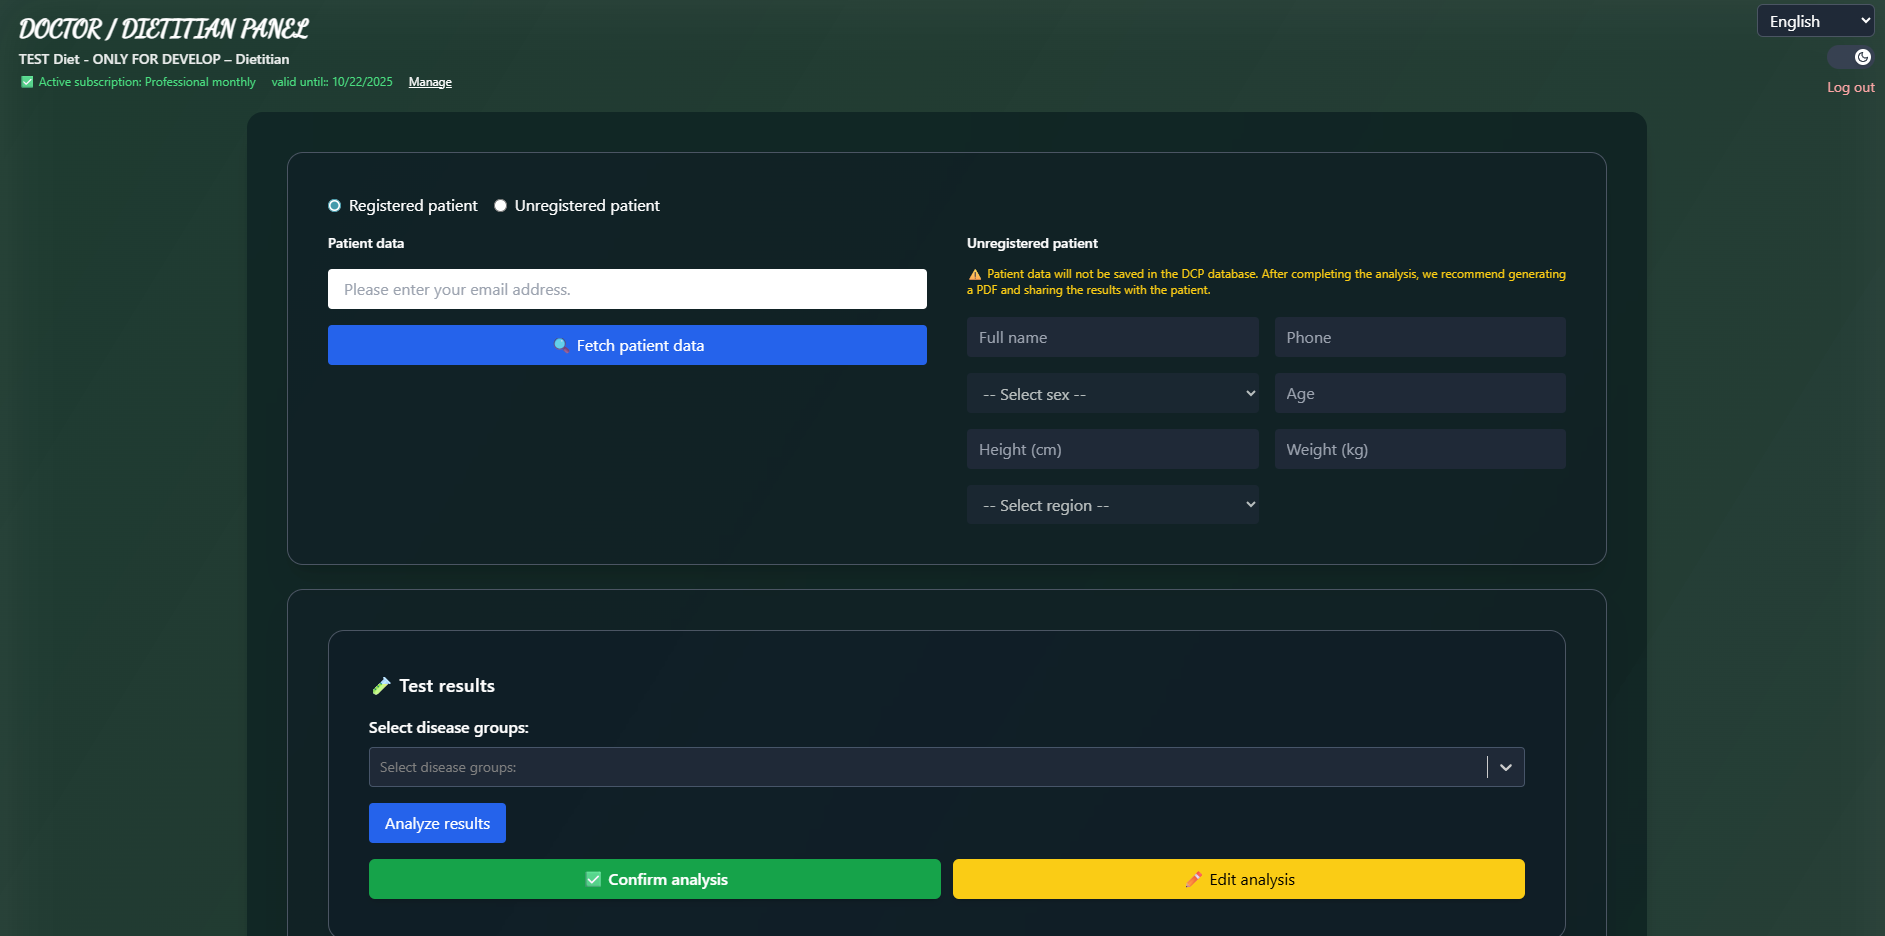 DOCTOR / DIETITIAN PANEL
TEST Diet - ONLY FOR DEVELOP – Dietitian
Active subscription: Professional monthly valid until:: 10/22/2025 Manage
English
Log out
Registered patient Unregistered patient
Patient data
Please enter your email address.
Fetch patient data
Unregistered patient
Patient data will not be saved in the DCP database. After completing the analysis, we recommend generating
a PDF and sharing the results with the patient.
Full name Phone
-- Select sex -- Age
Height (cm) Weight (kg)
-- Select region --
Test results
Select disease groups:
Select disease groups:
Analyze results
Confirm analysis Edit analysis